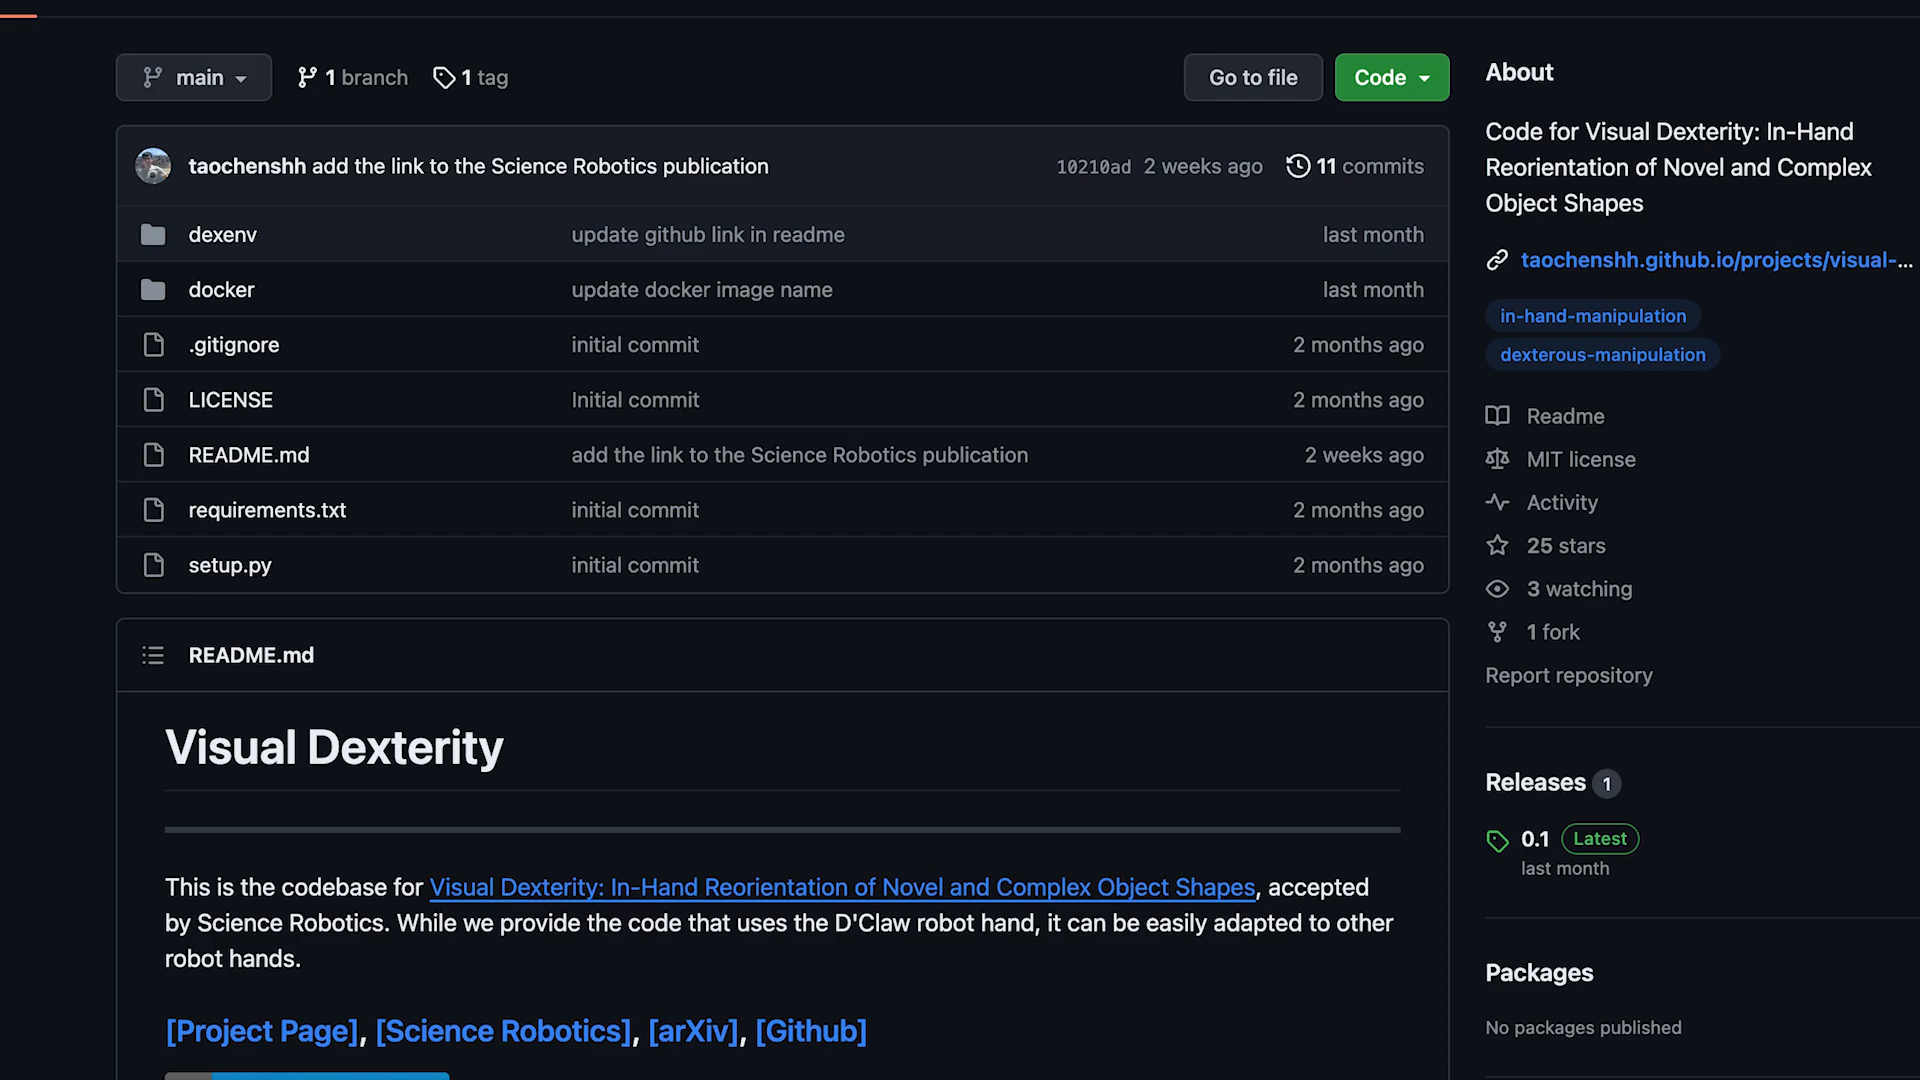 main
1 branch
1 tag
Go to file
Code
taochenshh add the link to the Science Robotics publication
10210ad 2 weeks ago
11 commits
dexenv
update github link in readme
last month
docker
update docker image name
last month
.gitignore
initial commit
2 months ago
LICENSE
Initial commit
2 months ago
README.md
add the link to the Science Robotics publication
2 weeks ago
requirements.txt
initial commit
2 months ago
setup.py
initial commit
2 months ago
README.md
Visual Dexterity
This is the codebase for Visual Dexterity: In-Hand Reorientation of Novel and Complex Object Shapes, accepted
by Science Robotics. While we provide the code that uses the D'Claw robot hand, it can be easily adapted to other
robot hands.
[Project Page], [Science Robotics], [arXiv], [Github]
About
Code for Visual Dexterity: In-Hand
Reorientation of Novel and Complex
Object Shapes
taochenshh.github.io/projects/visual-...
in-hand-manipulation
dexterous-manipulation
Readme
MIT license
Activity
25 stars
3 watching
1 fork
Report repository
Releases 1
0.1 Latest
last month
Packages
No packages published